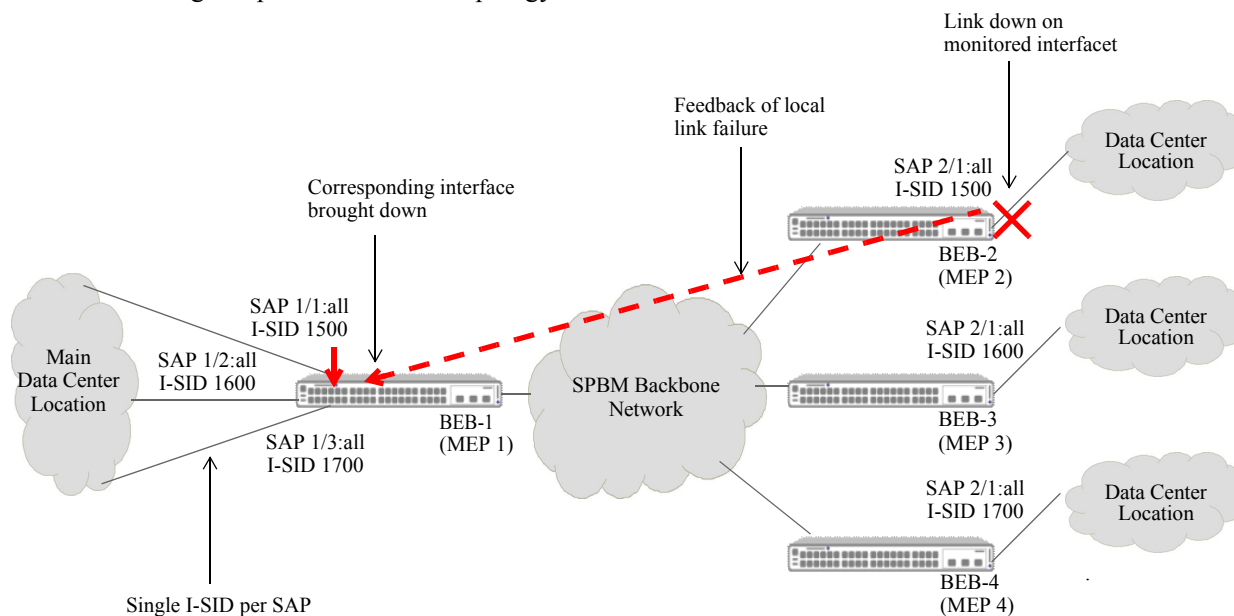 Link down on
monitored interfacet
Feedback of local
link failure
Data Center
Location
SAP 2/1:all
I-SID 1500
Corresponding interface
brought down
BEB-2
(MEP 2)
SAP 1/1:all
I-SID 1500
Main
Data Center
Location
SAP 1/2:all
I-SID 1600
SPBM Backbone
Network
SAP 2/1:all
I-SID 1600
Data Center
Location
BEB-1
(MEP 1)
BEB-3
(MEP 3)
SAP 1/3:all
I-SID 1700
SAP 2/1:all
I-SID 1700
Data Center
Location
BEB-4
(MEP 4)
Single I-SID per SAP